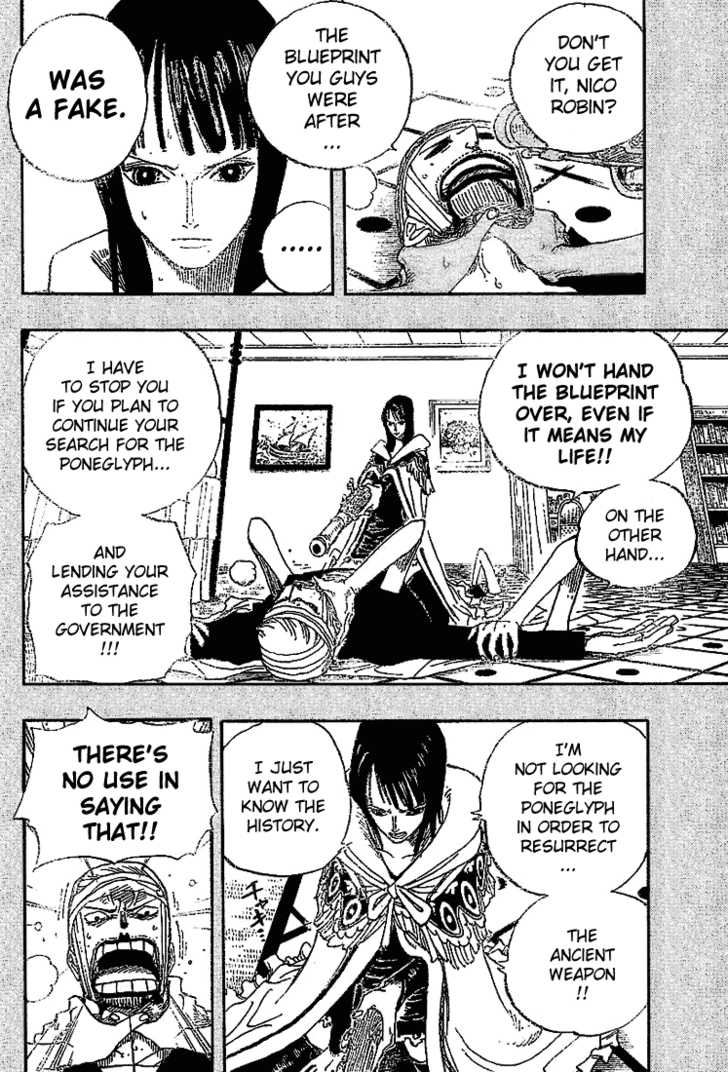 DON'T
YOU GET
IT, NICO
ROBIN?
THE
BLUEPRINT
YOU GUYS
WERE
AFTER
...
WAS
A FAKE.
.....
I WON'T HAND
THE BLUEPRINT
OVER, EVEN IF
IT MEANS MY
LIFE!!
ON THE
OTHER
HAND...
I HAVE
TO STOP YOU
IF YOU PLAN TO
CONTINUE YOUR
SEARCH FOR THE
PONEGLYPH...
AND
LENDING YOUR
ASSISTANCE
TO THE
GOVERNMENT
!!!
I'M
NOT LOOKING
FOR THE
PONEGLYPH
IN ORDER TO
RESURRECT
...
THE
ANCIENT
WEAPON
!!
I JUST
WANT TO
KNOW THE
HISTORY.
チャキ
THERE'S
NO USE IN
SAYING
THAT!!